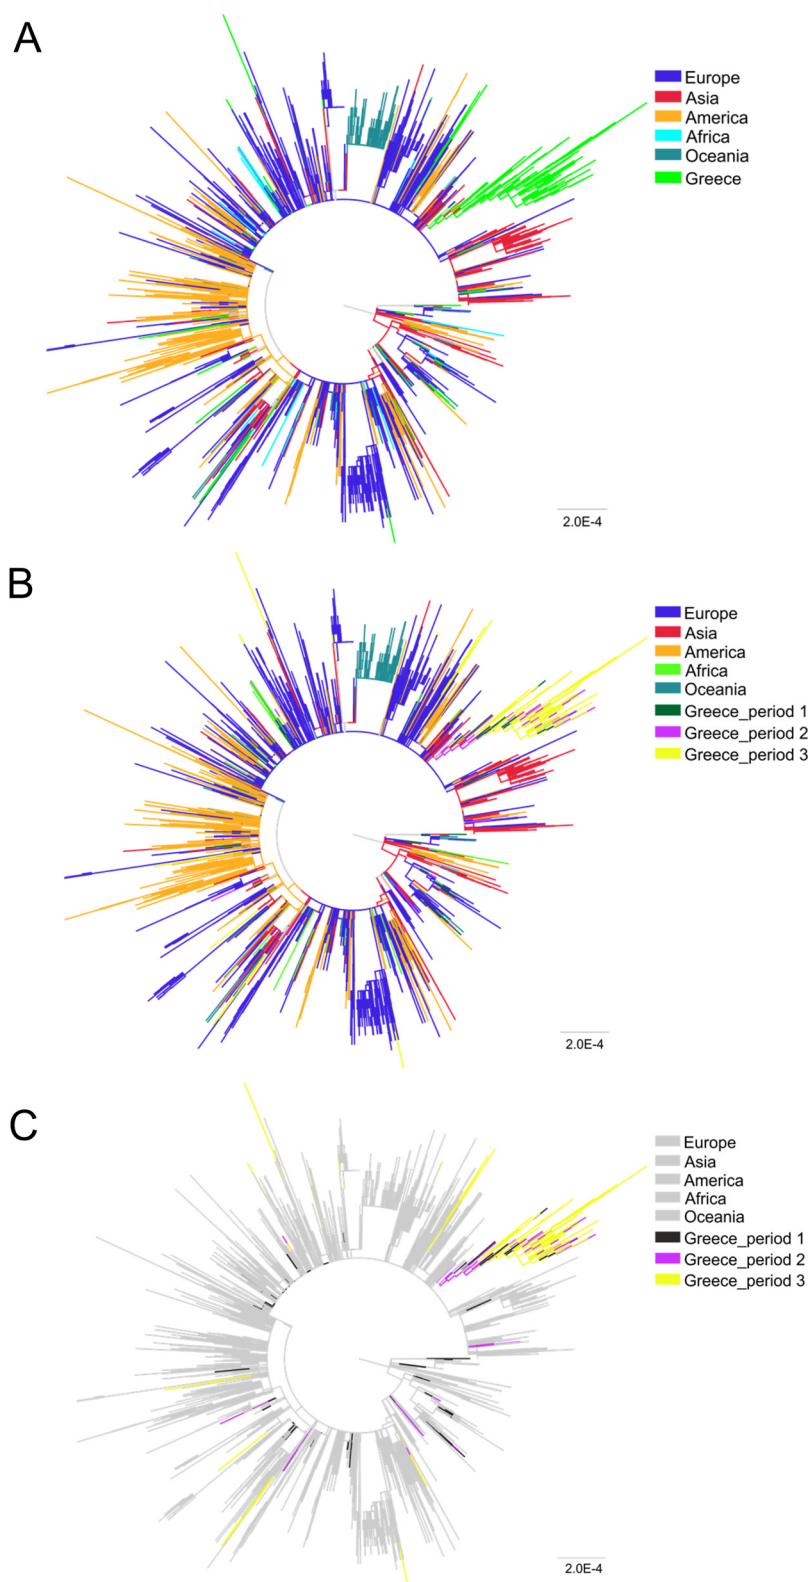 A
Europe
Asia
America
Africa
Oceania
Greece
2.0E-4
B
Europe
Asia
America
Africa
Oceania
Greece_period 1
Greece_period 2
Greece_period 3
2.0E-4
C
Europe
Asia
America
Africa
Oceania
Greece_period 1
Greece_period 2
Greece_period 3
2.0E-4